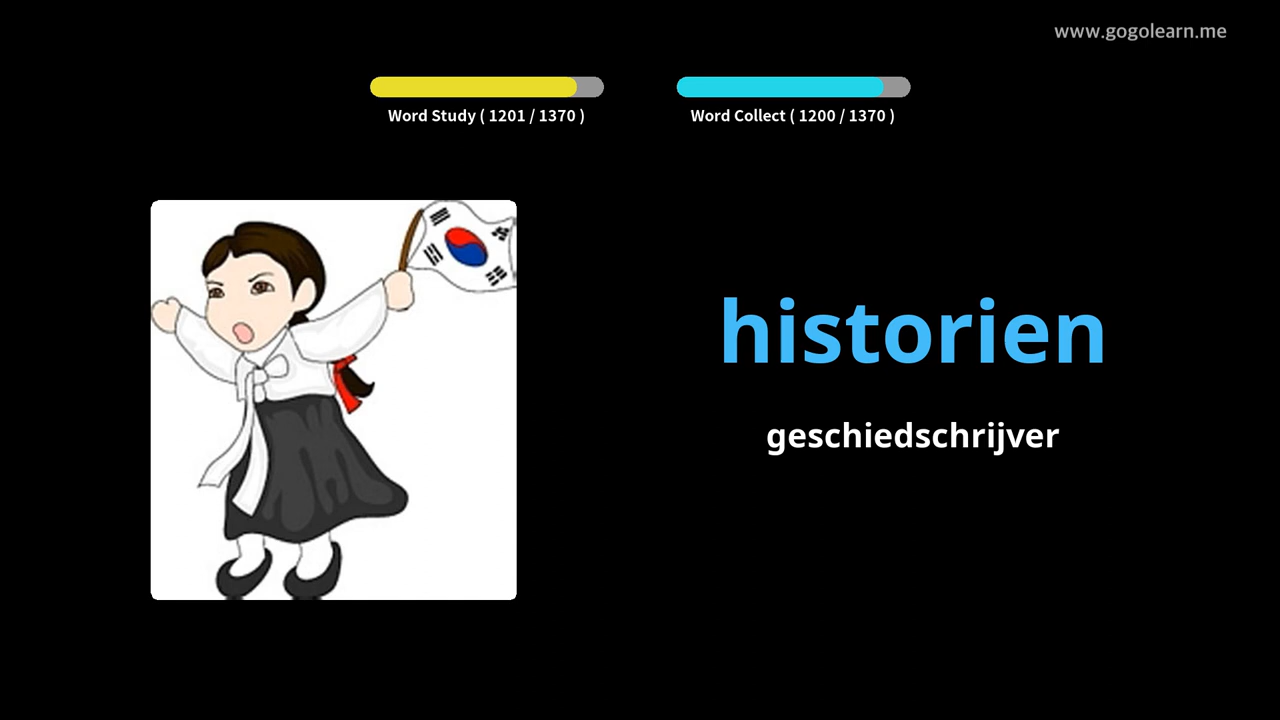 www.gogolearn.me
Word Study ( 1201 / 1370 )
Word Collect ( 1200 / 1370 )
historien
geschiedschrijver